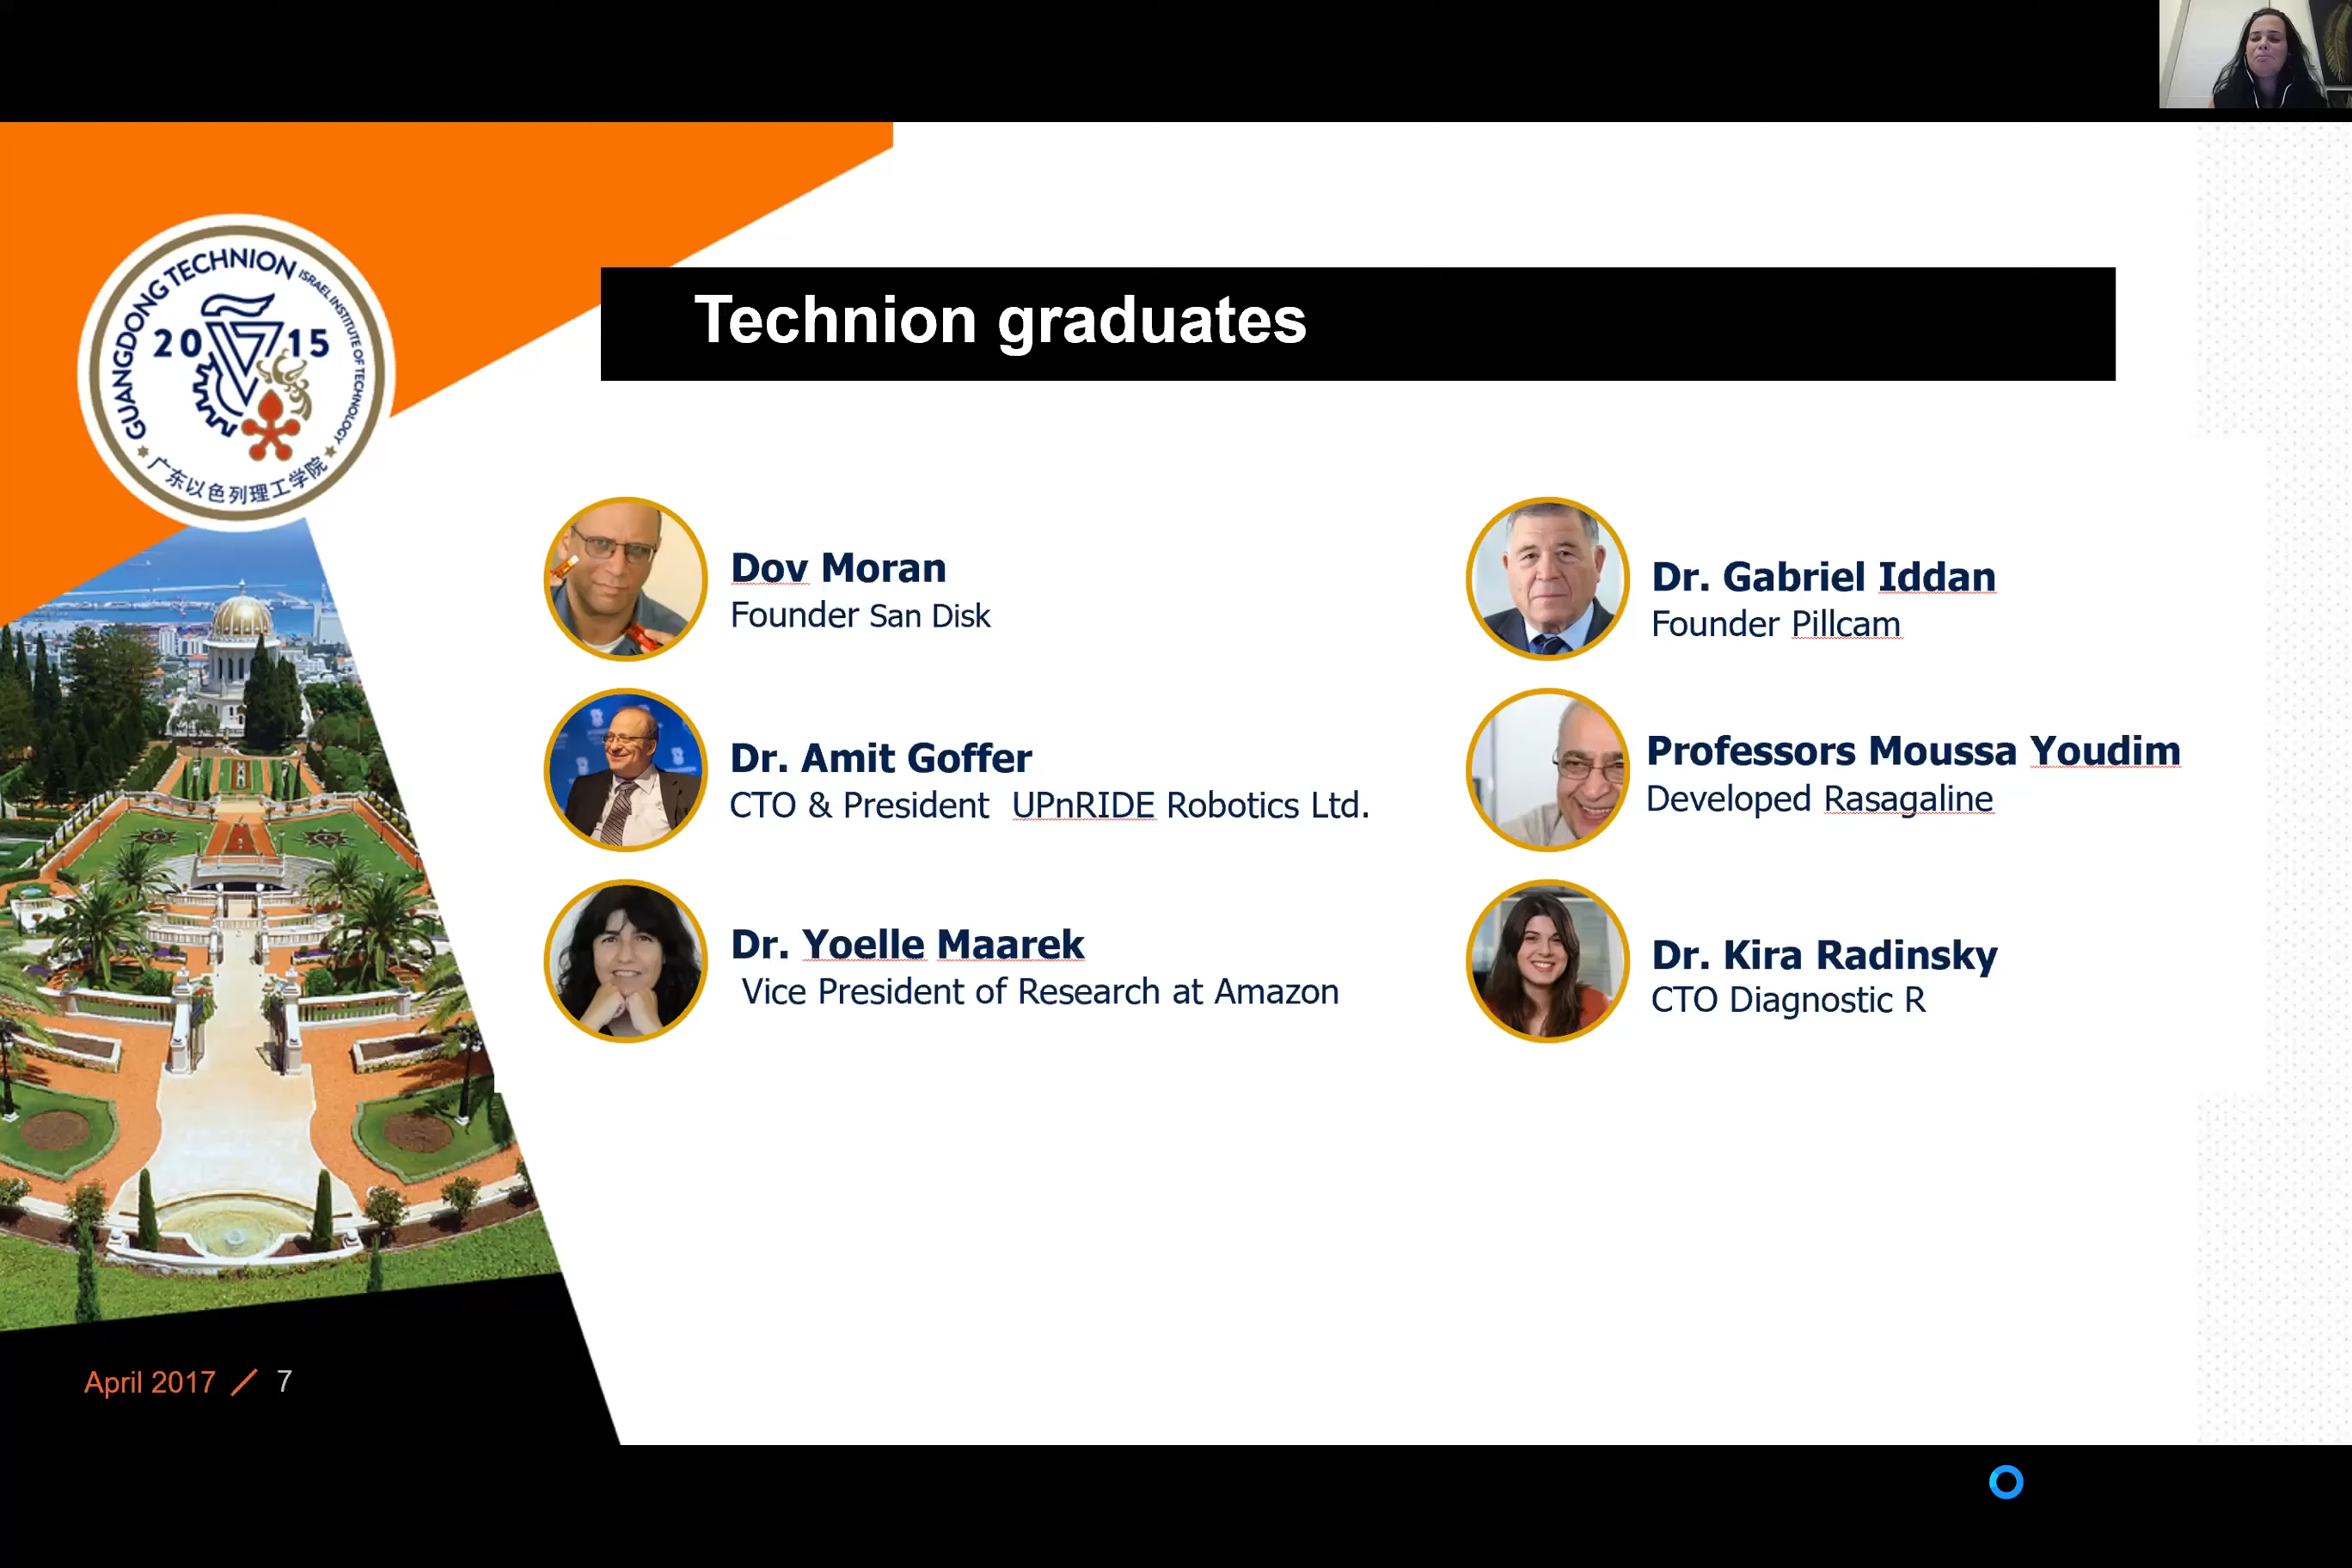 GUANGDONG TECHNION ISRAEL INSTITUTE OF TECHNOLOGY
2015
广东以色列理工学院
Technion graduates
Dov Moran
Founder San Disk
Dr. Amit Goffer
CTO & President  UPnRIDE Robotics Ltd.
Dr. Yoelle Maarek
Vice President of Research at Amazon
Dr. Gabriel Iddan
Founder Pillcam
Professors Moussa Youdim
Developed Rasagaline
Dr. Kira Radinsky
CTO Diagnostic R
April 2017 / 7